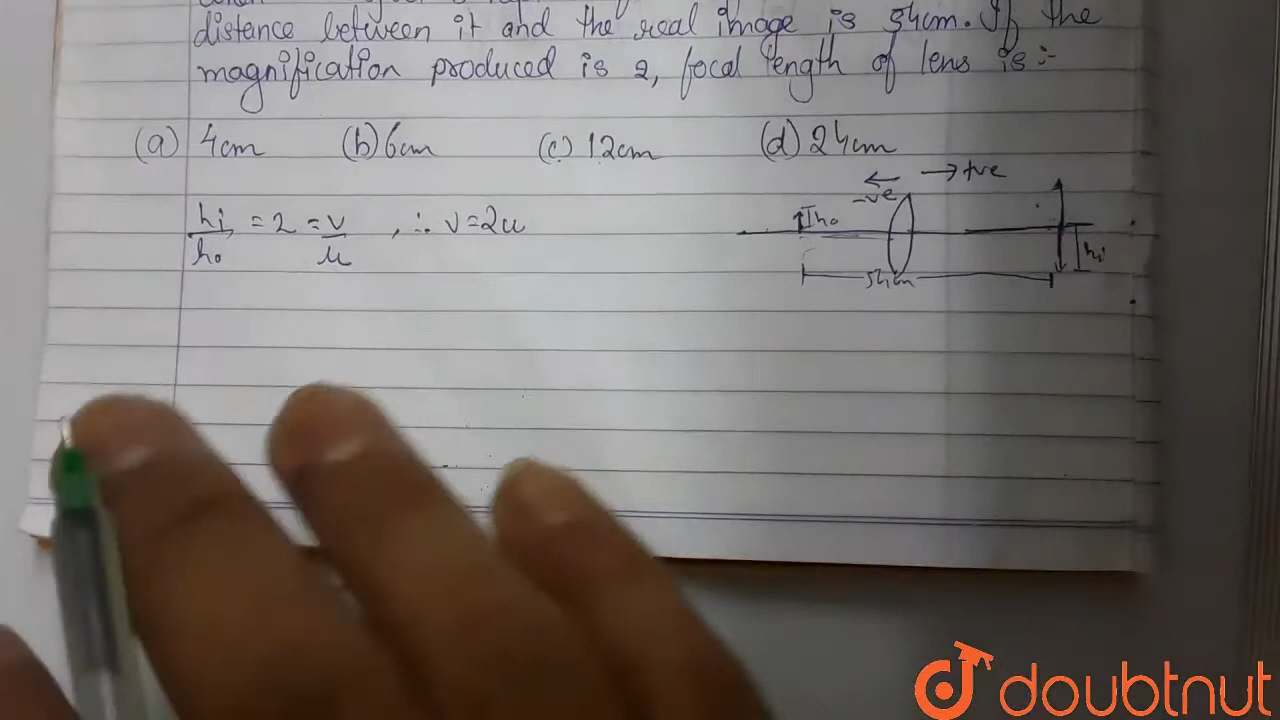 distance between it and the real image is 54cm. If the
magnification produced is 2, focal length of lens is :-
(a) 4cm (b) 6cm (c) 12cm (d) 24cm
← → +ve
-ve
hi/ho = 2 = v/u , ∴ v=2u
ho
hi
54cm
doubtnut